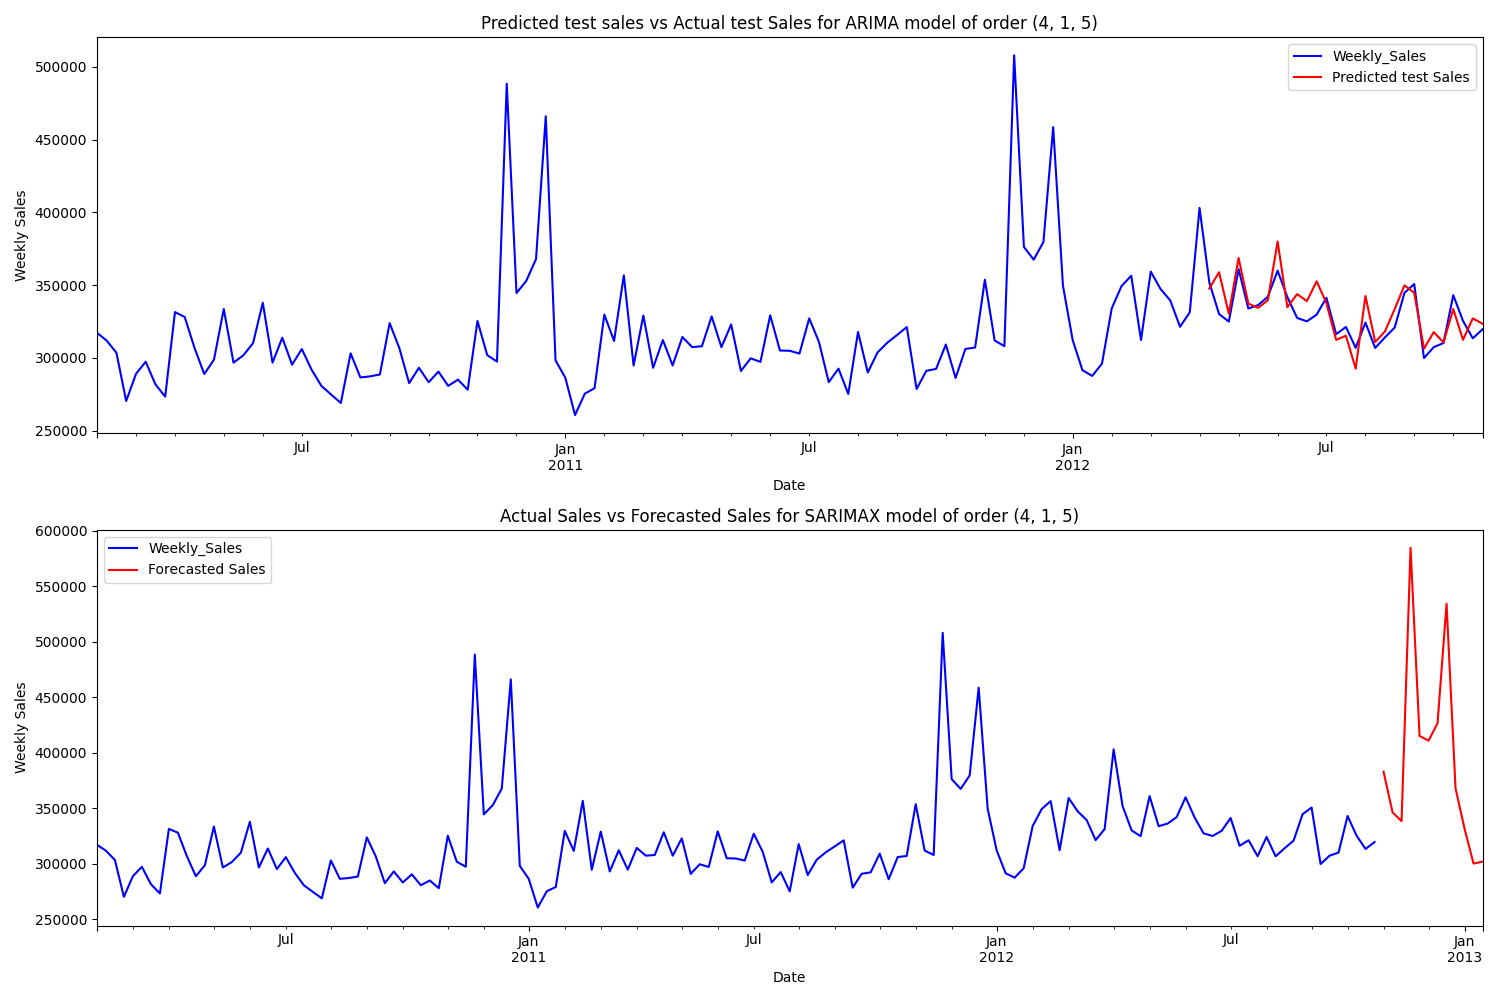 Predicted test sales vs Actual test Sales for ARIMA model of order (4, 1, 5)
Weekly_Sales
Predicted test Sales
Weekly Sales
500000
450000
400000
350000
300000
250000
Jul
Jan
2011
Jul
Jan
2012
Jul
Date
Actual Sales vs Forecasted Sales for SARIMAX model of order (4, 1, 5)
Weekly_Sales
Forecasted Sales
Weekly Sales
600000
550000
500000
450000
400000
350000
300000
250000
Jul
Jan
2011
Jul
Jan
2012
Jul
Jan
2013
Date